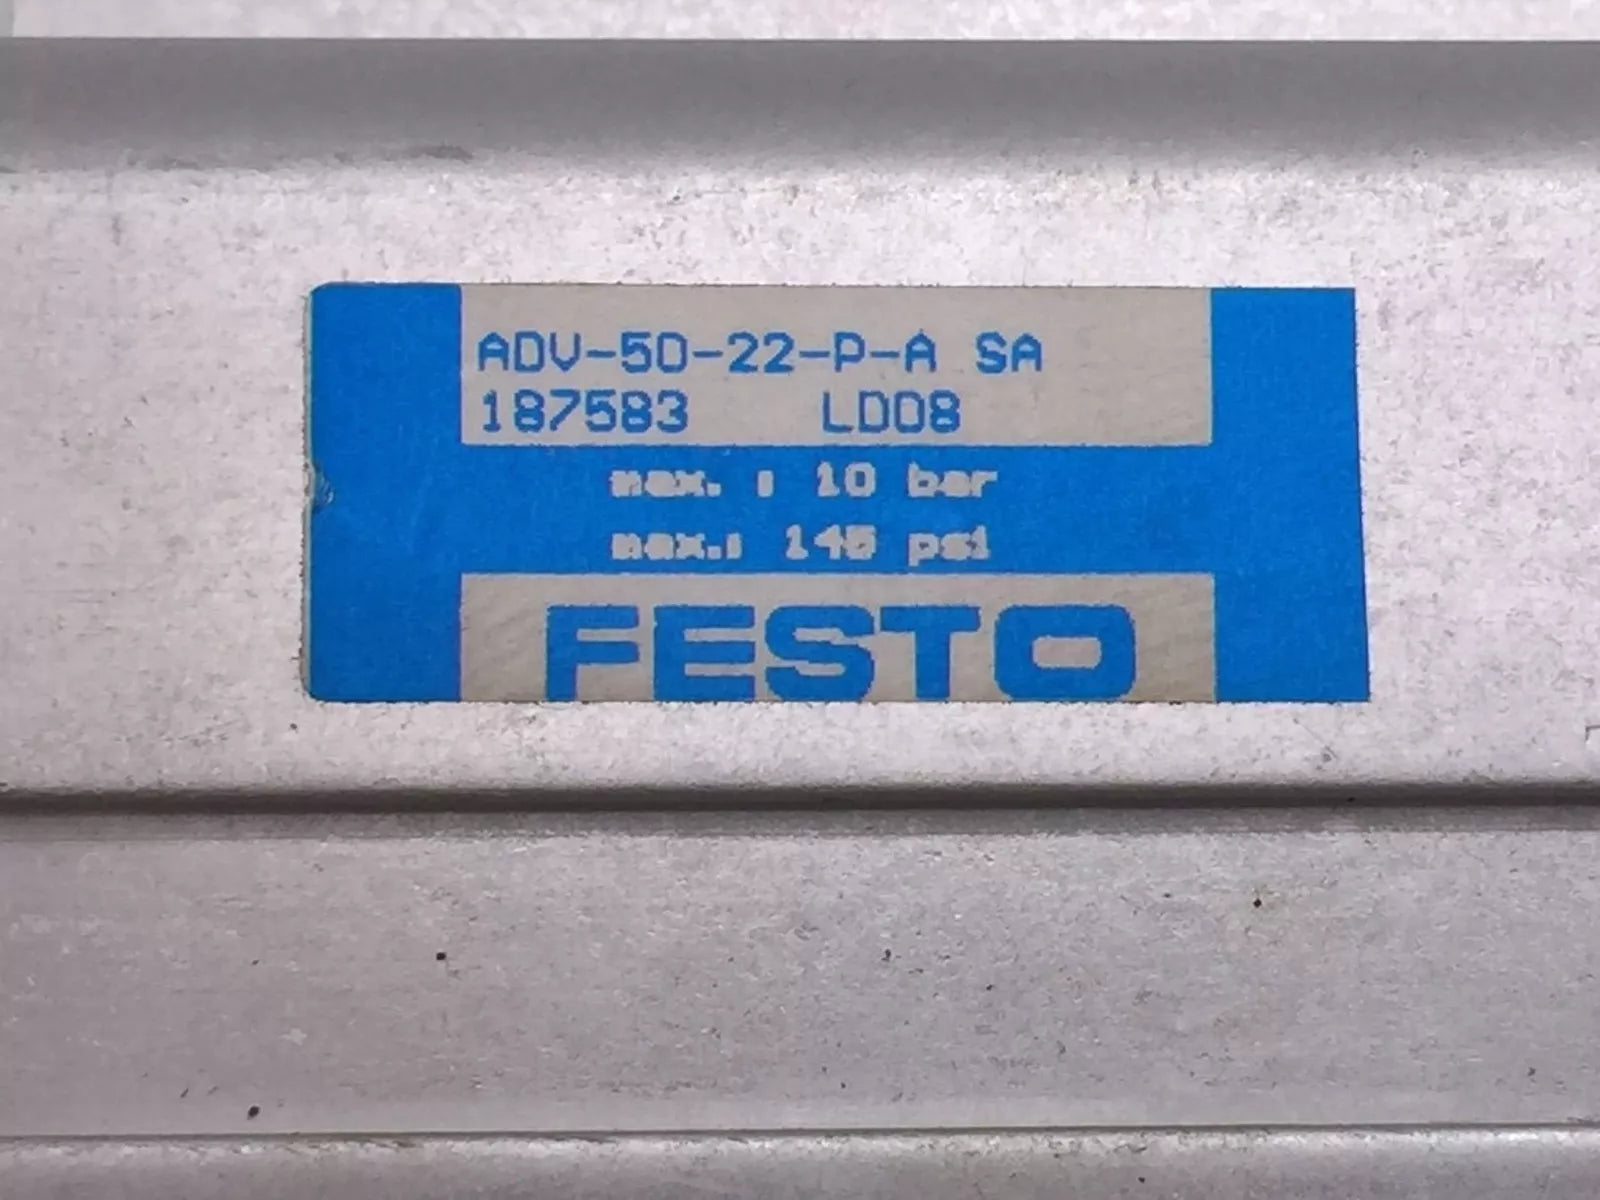 ADV-50-22-P-A SA
187583 LD08
max. : 10 bar
max.: 145 psi
FESTO